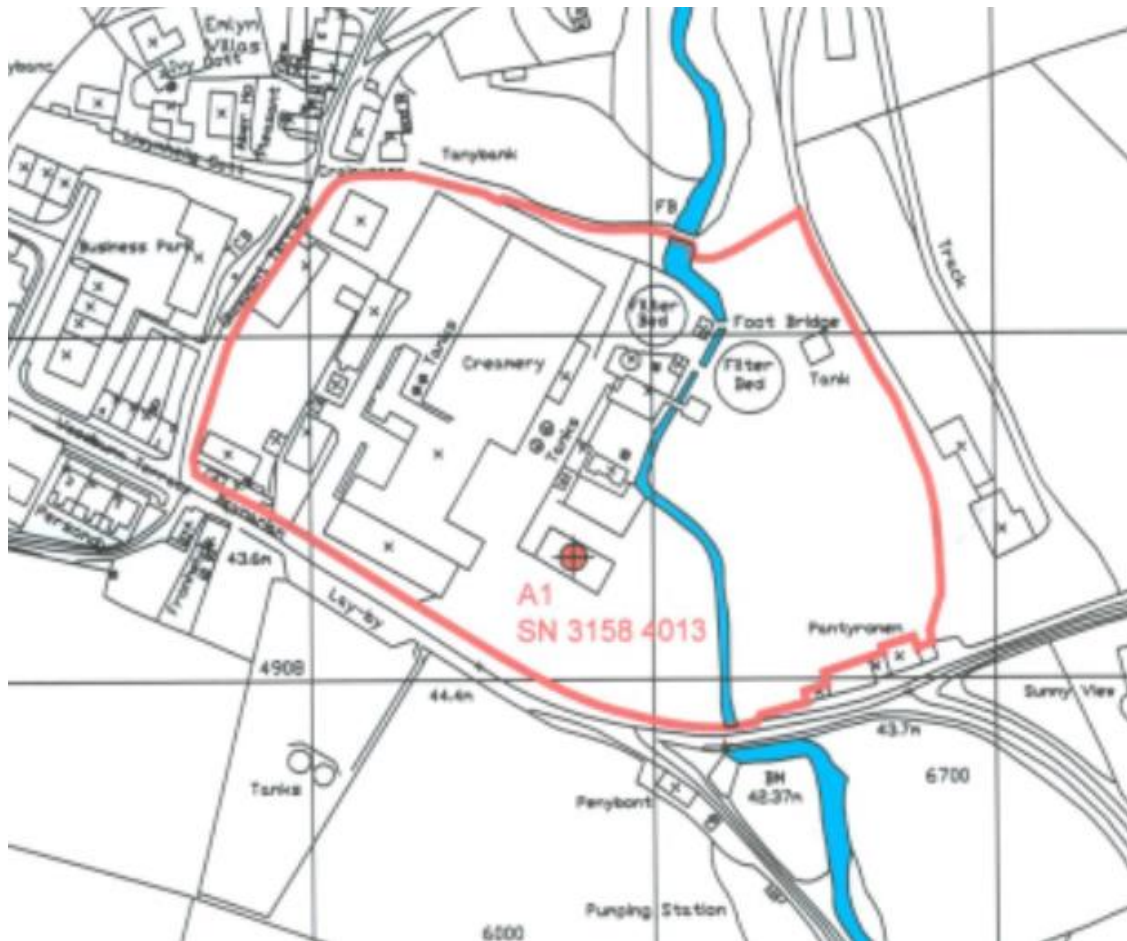 Emlyn
Villas
Tanybank
FB
Track
Business Park
Filter
Bed
Foot Bridge
Tanks
Creamery
Filter
Bed
Tank
Tanks
43.6m
Lay-by
A1
SN 3158 4013
Pantyronen
4908
44.4m
Sunny View
43.7m
Tanks
BM
42.37m
6700
Penybont
Pumping Station
6000